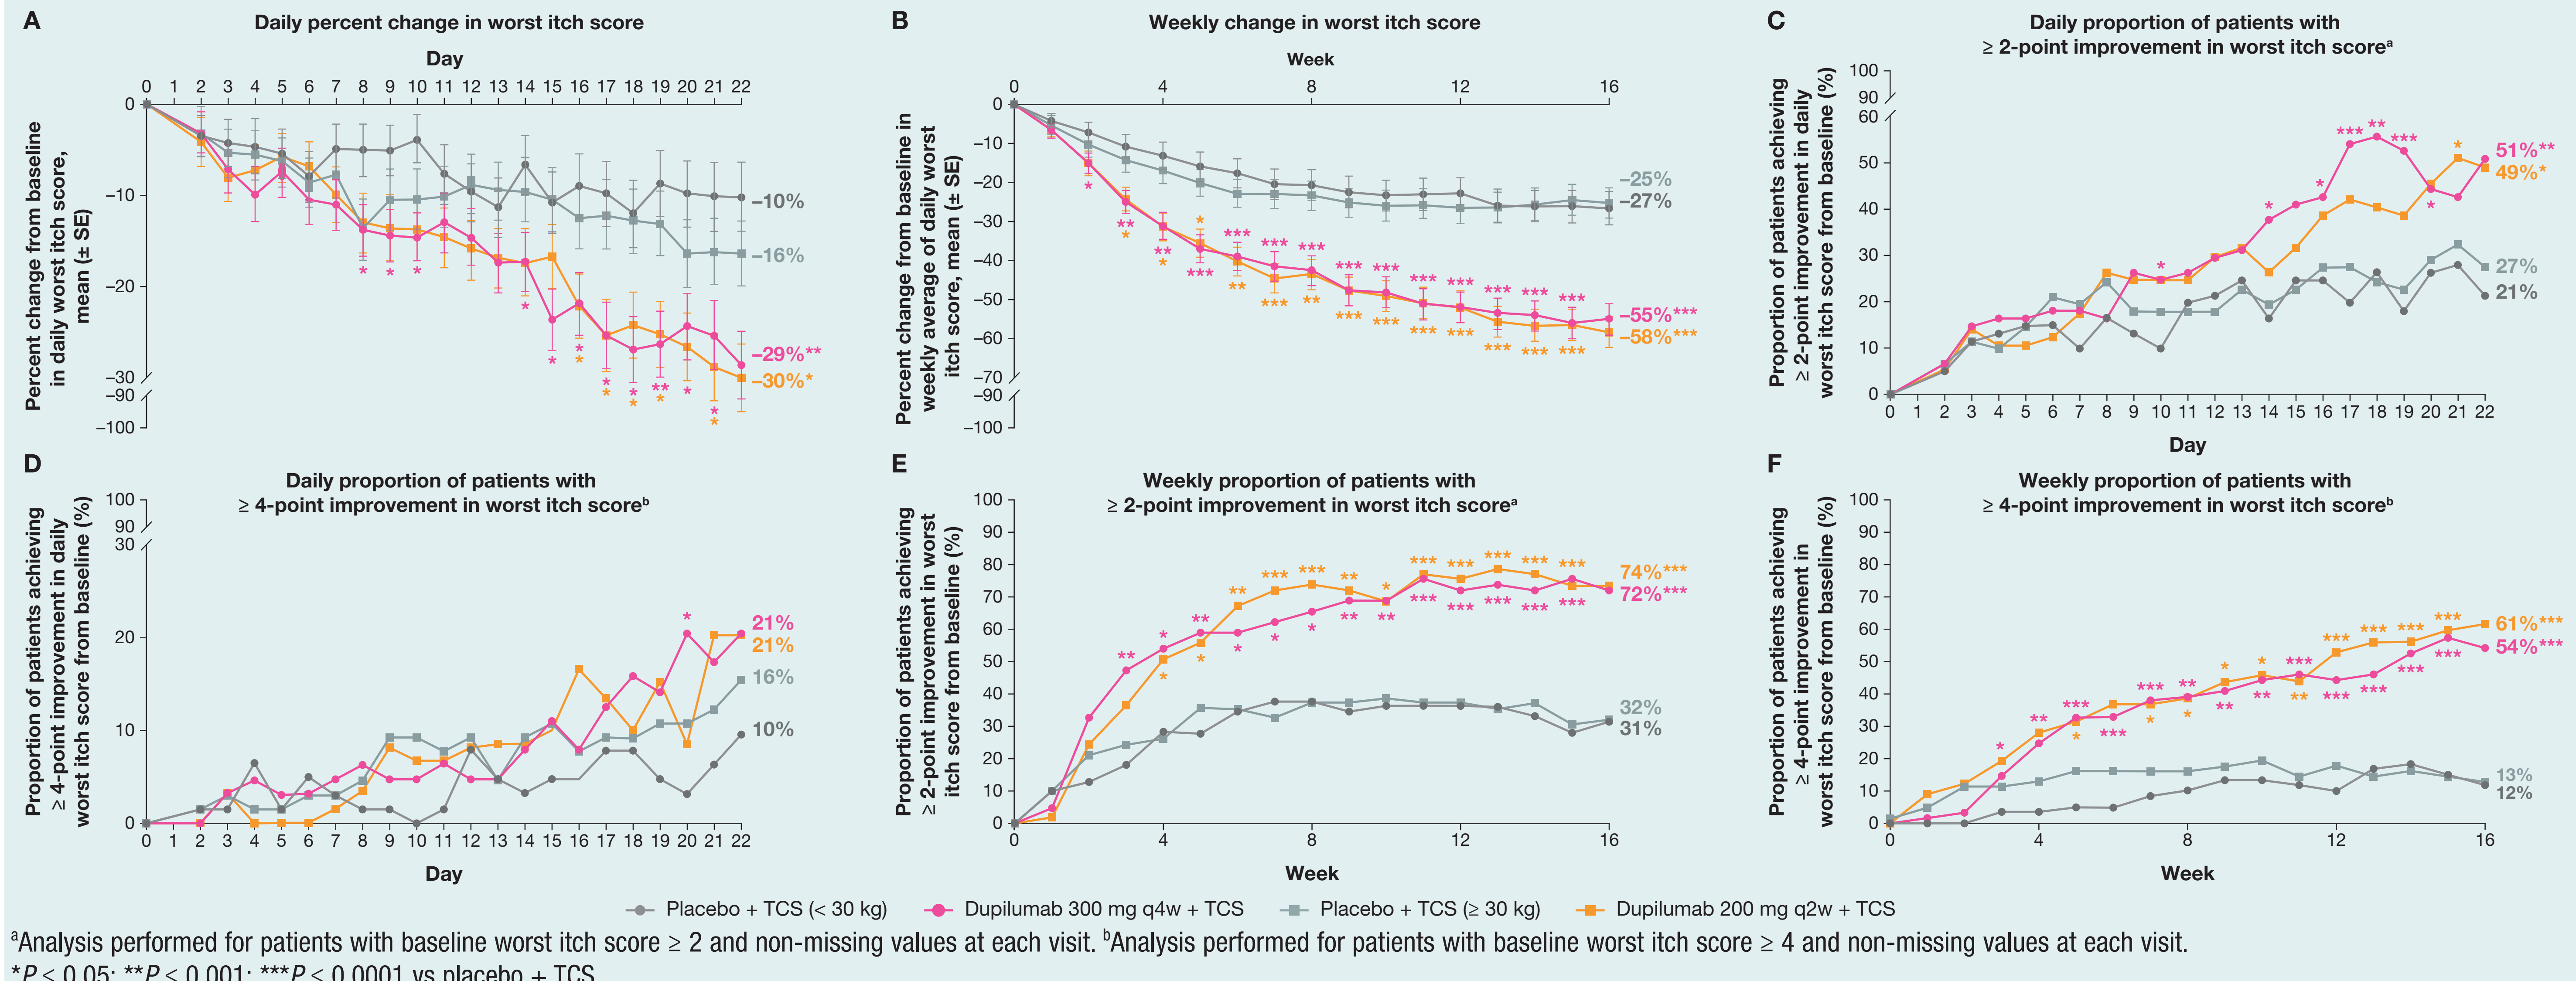 A
Daily percent change in worst itch score
Day
0 1 2 3 4 5 6 7 8 9 10 11 12 13 14 15 16 17 18 19 20 21 22
Percent change from baseline
in daily worst itch score,
mean (± SE)
0
−10
−20
−30
−90
−100
−10%
−16%
−29%**
−30%*
* * * * * * * * ** * *
* * * * *
B
Weekly change in worst itch score
Week
0 4 8 12 16
Percent change from baseline in
weekly average of daily worst
itch score, mean (± SE)
0
−10
−20
−30
−40
−50
−60
−70
−90
−100
−25%
−27%
−55%***
−58%***
* ** ** *** *** *** *** *** *** *** *** *** *** ***
* * * ** *** ** *** *** *** *** *** *** ***
C
Daily proportion of patients with
≥ 2-point improvement in worst itch scoreᵃ
Proportion of patients achieving
≥ 2-point improvement in daily
worst itch score from baseline (%)
100
90
60
50
40
30
20
10
0
* * * *** ** *** *
*
51%**
49%*
27%
21%
0 1 2 3 4 5 6 7 8 9 10 11 12 13 14 15 16 17 18 19 20 21 22
Day
D
Daily proportion of patients with
≥ 4-point improvement in worst itch scoreᵇ
Proportion of patients achieving
≥ 4-point improvement in daily
worst itch score from baseline (%)
100
90
30
20
10
0
*
21%
21%
16%
10%
0 1 2 3 4 5 6 7 8 9 10 11 12 13 14 15 16 17 18 19 20 21 22
Day
E
Weekly proportion of patients with
≥ 2-point improvement in worst itch scoreᵃ
Proportion of patients achieving
≥ 2-point improvement in worst
itch score from baseline (%)
100
90
80
70
60
50
40
30
20
10
0
* * ** *** *** ** * *** *** *** *** ***
** * ** * * * ** ** *** *** *** *** ***
74%***
72%***
32%
31%
0 4 8 12 16
Week
F
Weekly proportion of patients with
≥ 4-point improvement in worst itch scoreᵇ
Proportion of patients achieving
≥ 4-point improvement in
worst itch score from baseline (%)
100
90
80
70
60
50
40
30
20
10
0
* ** *** *** *** ** ** ** *** *** *** *** ***
* * * * * ** *** *** *** ***
61%***
54%***
13%
12%
0 4 8 12 16
Week
Placebo + TCS (< 30 kg) Dupilumab 300 mg q4w + TCS Placebo + TCS (≥ 30 kg) Dupilumab 200 mg q2w + TCS
ᵃAnalysis performed for patients with baseline worst itch score ≥ 2 and non-missing values at each visit. ᵇAnalysis performed for patients with baseline worst itch score ≥ 4 and non-missing values at each visit.
*P < 0.05; **P < 0.001; ***P < 0.0001 vs placebo + TCS